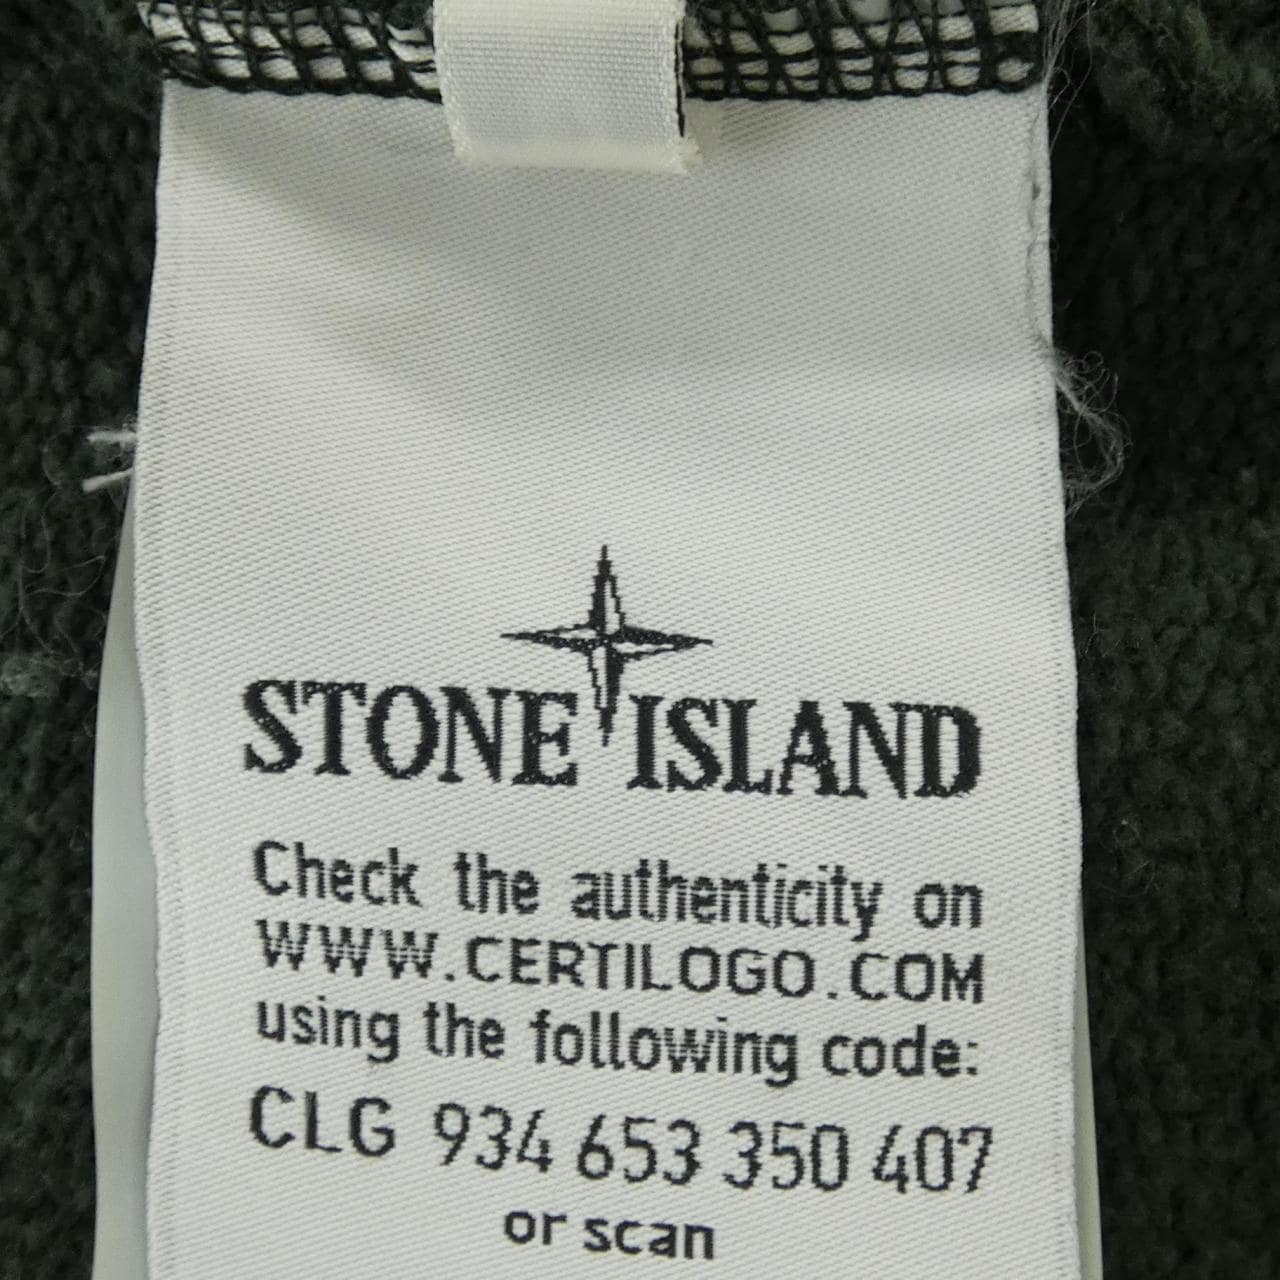 STONE ISLAND
Check the authenticity on
WWW.CERTILOGO.COM
using the following code:
CLG 934 653 350 407
or scan